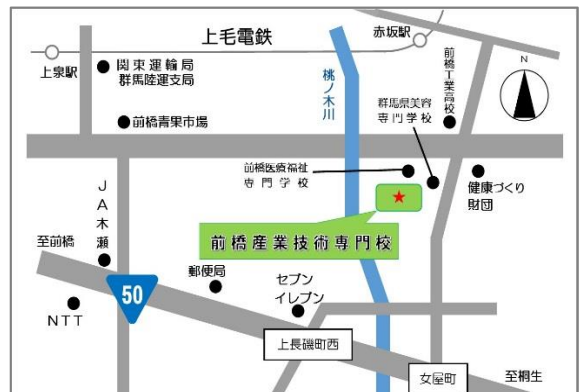 上毛電鉄
赤坂駅
上泉駅
関東運輸局
群馬陸運支局
前橋青果市場
桃ノ木川
前橋工業高校
群馬県美容
専門学校
N
前橋医療福祉
専門学校
健康づくり
財団
JA木瀬
前橋産業技術専門校
至前橋
50
郵便局
セブン
イレブン
NTT
上長磯町西
女屋町
至桐生